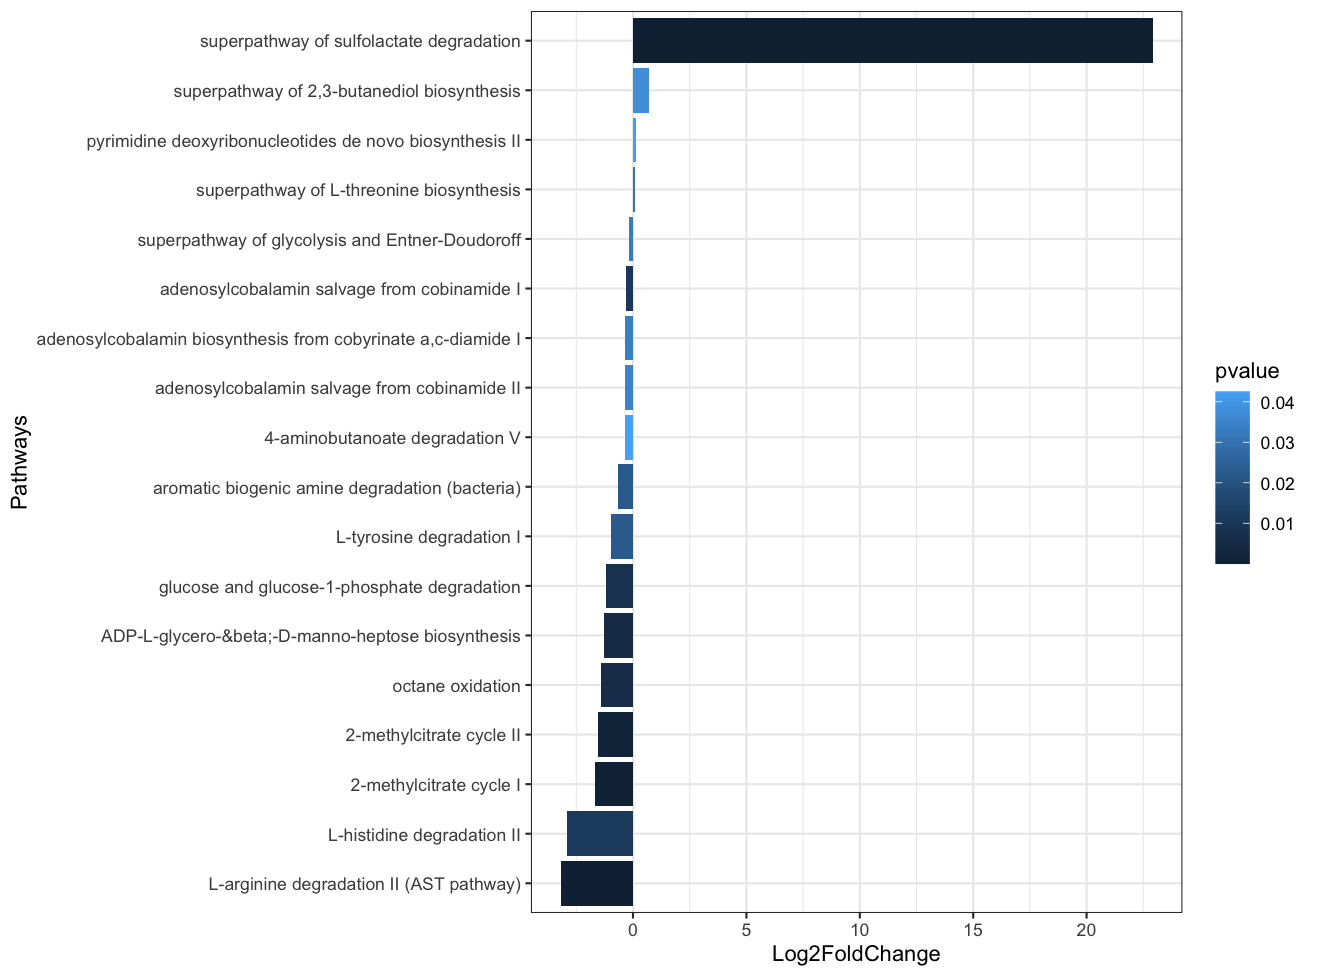 superpathway of sulfolactate degradation
superpathway of 2,3-butanediol biosynthesis
pyrimidine deoxyribonucleotides de novo biosynthesis II
superpathway of L-threonine biosynthesis
superpathway of glycolysis and Entner-Doudoroff
adenosylcobalamin salvage from cobinamide I
adenosylcobalamin biosynthesis from cobyrinate a,c-diamide I
adenosylcobalamin salvage from cobinamide II
4-aminobutanoate degradation V
aromatic biogenic amine degradation (bacteria)
L-tyrosine degradation I
glucose and glucose-1-phosphate degradation
ADP-L-glycero-&beta;-D-manno-heptose biosynthesis
octane oxidation
2-methylcitrate cycle II
2-methylcitrate cycle I
L-histidine degradation II
L-arginine degradation II (AST pathway)
Pathways
0 5 10 15 20
Log2FoldChange
pvalue
0.04
0.03
0.02
0.01